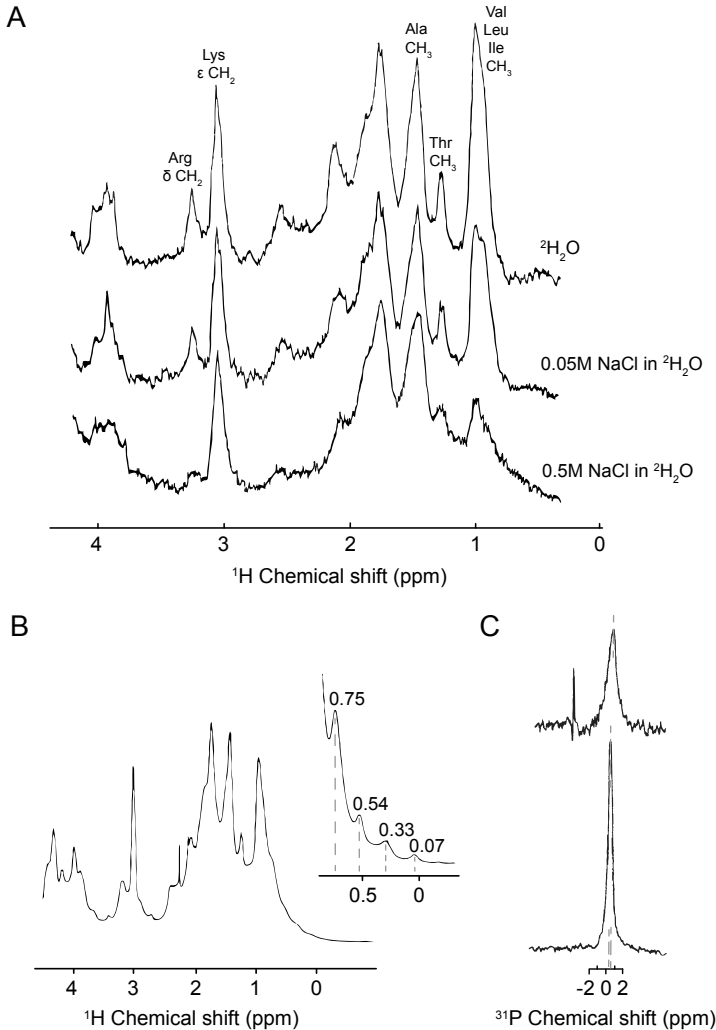 A
Val
Leu
Ile
CH₃
Ala
CH₃
Lys
ε CH₂
Thr
CH₃
Arg
δ CH₂
²H₂O
0.05M NaCl in ²H₂O
0.5M NaCl in ²H₂O
4 3 2 1 0
¹H Chemical shift (ppm)
B
0.75
0.54
0.33
0.07
0.5 0
4 3 2 1 0
¹H Chemical shift (ppm)
C
-2 0 2
³¹P Chemical shift (ppm)